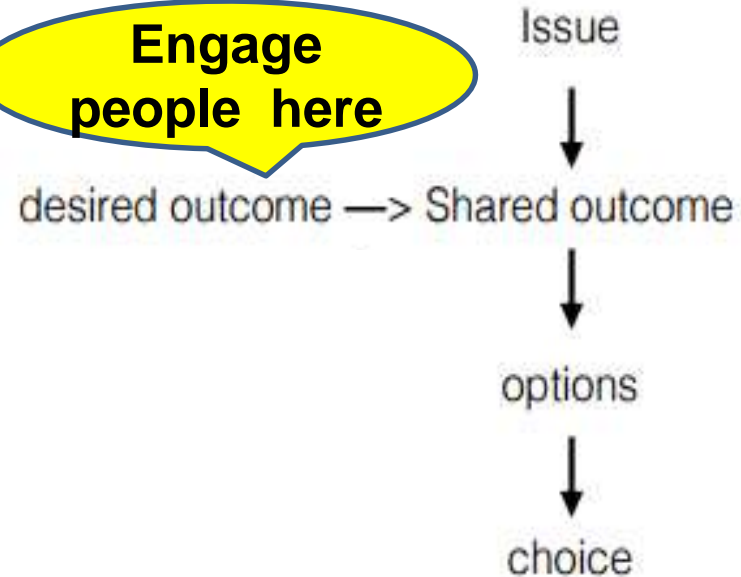 Engage
people here
Issue
desired outcome —> Shared outcome
options
choice